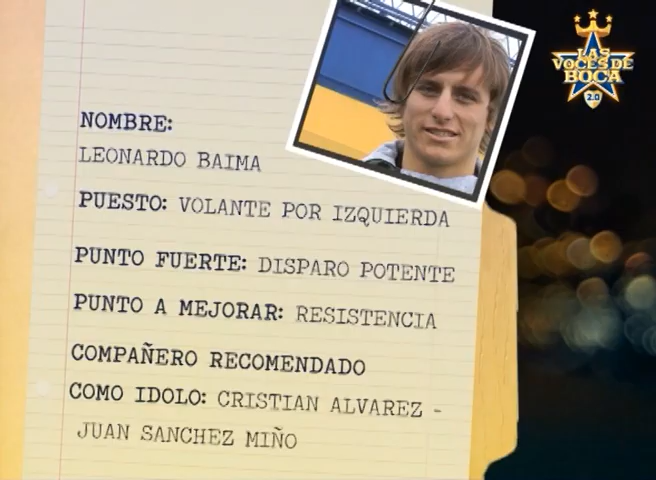 LAS
VOCES DE
BOCA
2.0
NOMBRE:
LEONARDO BAIMA
PUESTO: VOLANTE POR IZQUIERDA
PUNTO FUERTE: DISPARO POTENTE
PUNTO A MEJORAR: RESISTENCIA
COMPAÑERO RECOMENDADO
COMO IDOLO: CRISTIAN ALVAREZ -
JUAN SANCHEZ MIÑO